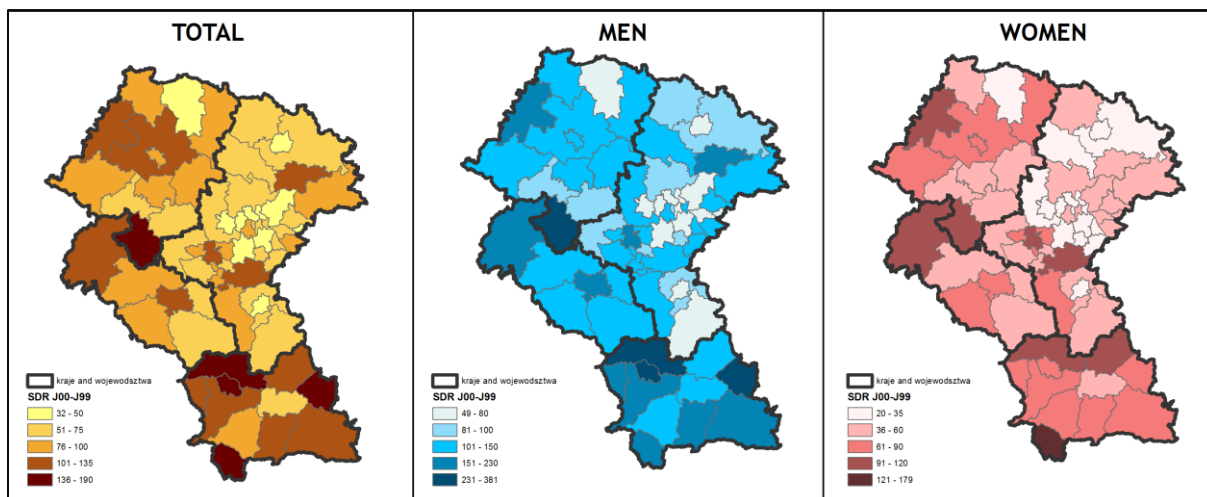 TOTAL
kraje and wojewodsztwa
SDR J00-J99
32 - 50
51 - 75
76 - 100
101 - 135
136 - 190
MEN
kraje and wojewodsztwa
SDR J00-J99
49 - 80
81 - 100
101 - 150
151 - 230
231 - 381
WOMEN
kraje and wojewodsztwa
SDR J00-J99
20 - 35
36 - 60
61 - 90
91 - 120
121 - 179